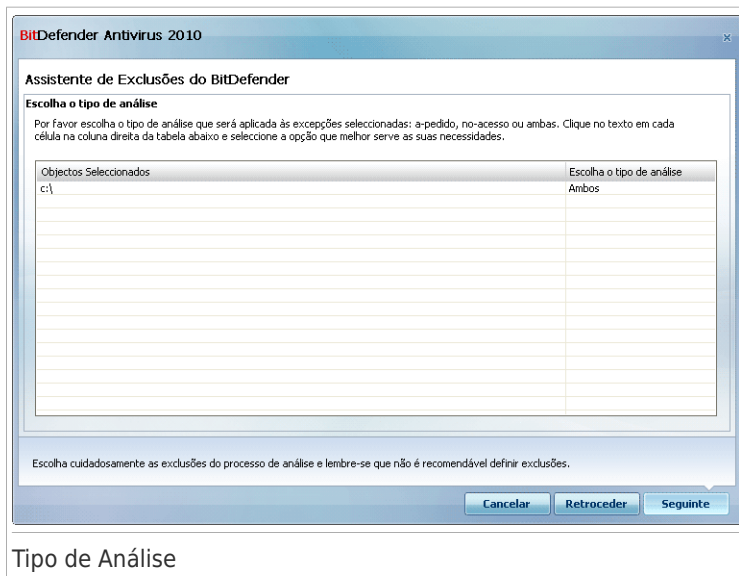 BitDefender Antivirus 2010
x
Assistente de Exclusões do BitDefender
Escolha o tipo de análise
Por favor escolha o tipo de análise que será aplicada às excepções seleccionadas: a-pedido, no-acesso ou ambas. Clique no texto em cada
célula na coluna direita da tabela abaixo e seleccione a opção que melhor serve as suas necessidades.
Objectos Seleccionados Escolha o tipo de análise
c:\ Ambos
Escolha cuidadosamente as exclusões do processo de análise e lembre-se que não é recomendável definir exclusões.
Cancelar Retroceder Seguinte
Tipo de Análise